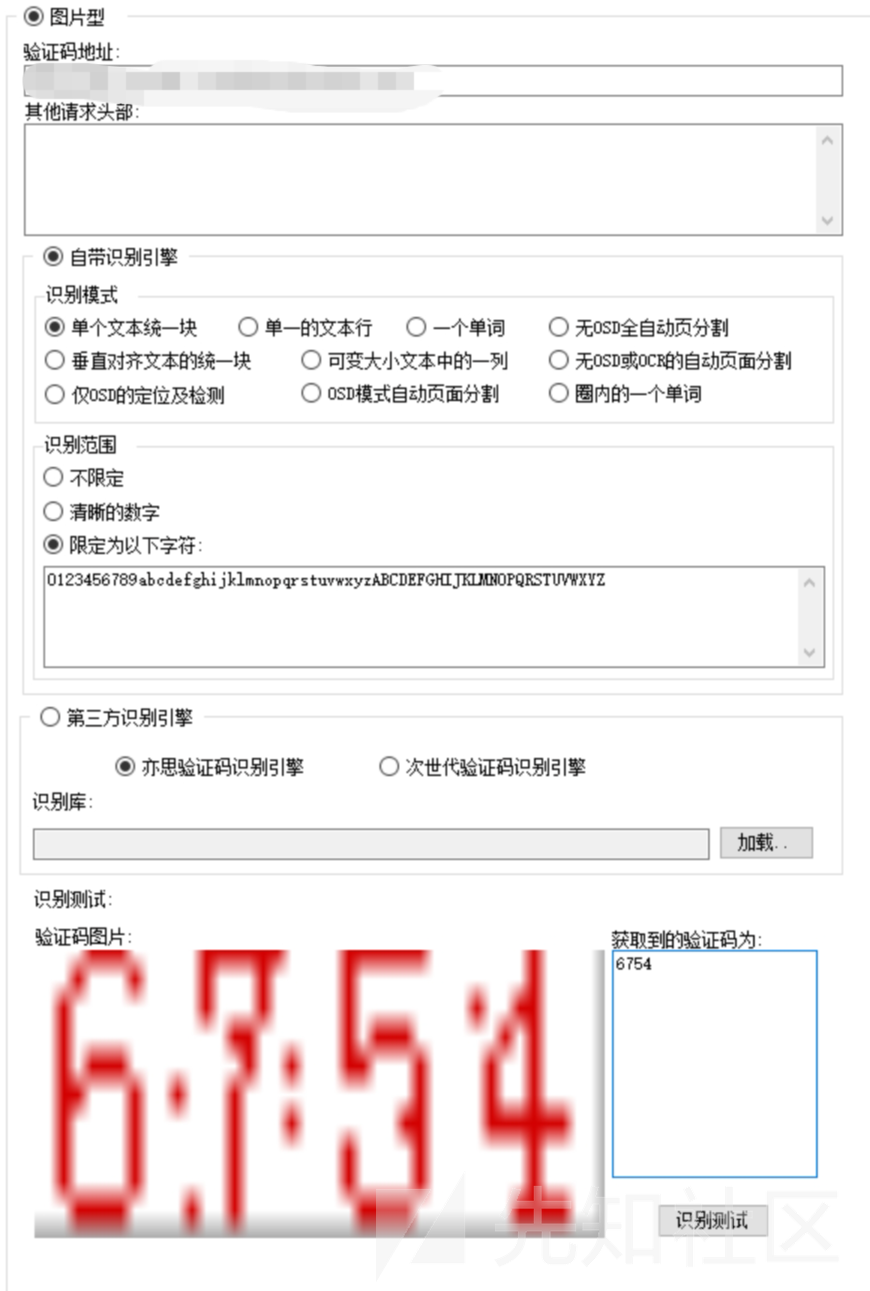 图片型
验证码地址:
其他请求头部:
自带识别引擎
识别模式
单个文本统一块 单一的文本行 一个单词 无OSD全自动页分割
垂直对齐文本的统一块 可变大小文本中的一列 无OSD或OCR的自动页面分割
仅OSD的定位及检测 OSD模式自动页面分割 圈内的一个单词
识别范围
不限定
清晰的数字
限定为以下字符:
0123456789abcdefghijklmnopqrstuvwxyzABCDEFGHIJKLMNOPQRSTUVWXYZ
第三方识别引擎
亦思验证码识别引擎 次世代验证码识别引擎
识别库:
加载..
识别测试:
验证码图片: 获取到的验证码为:
6754
6754
识别测试
先知社区